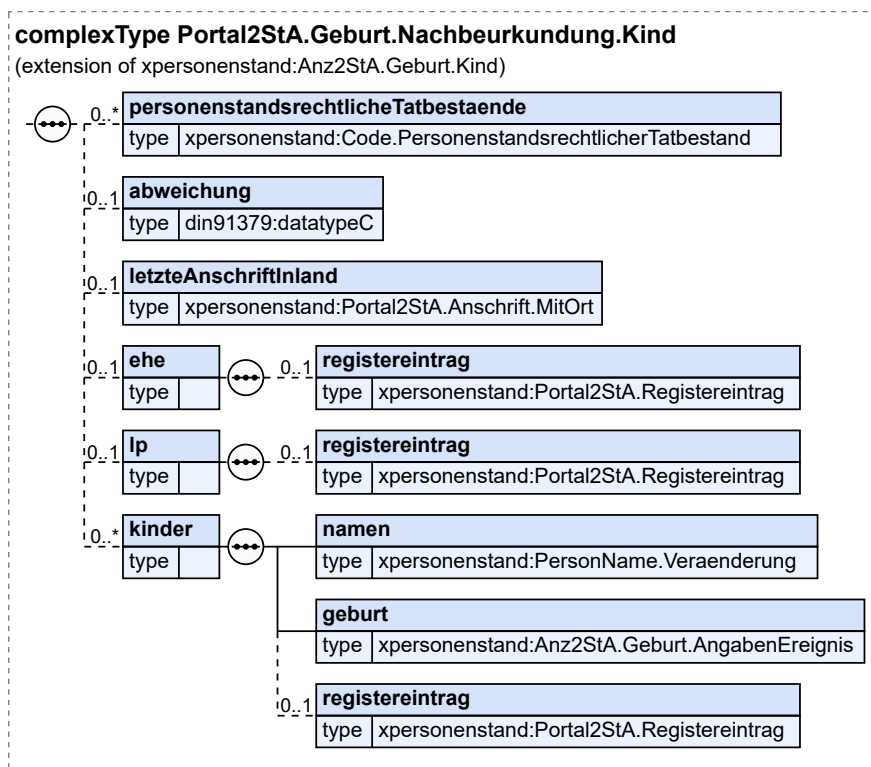 complexType Portal2StA.Geburt.Nachbeurkundung.Kind
(extension of xpersonenstand:Anz2StA.Geburt.Kind)
0..* personenstandsrechtlicheTatbestaende
type xpersonenstand:Code.PersonenstandsrechtlicherTatbestand
0..1 abweichung
type din91379:datatypeC
0..1 letzteAnschriftInland
type xpersonenstand:Portal2StA.Anschrift.MitOrt
0..1 ehe 0..1 registereintrag
type type xpersonenstand:Portal2StA.Registereintrag
0..1 lp 0..1 registereintrag
type type xpersonenstand:Portal2StA.Registereintrag
0..* kinder namen
type type xpersonenstand:PersonName.Veraenderung
geburt
type xpersonenstand:Anz2StA.Geburt.AngabenEreignis
0..1 registereintrag
type xpersonenstand:Portal2StA.Registereintrag